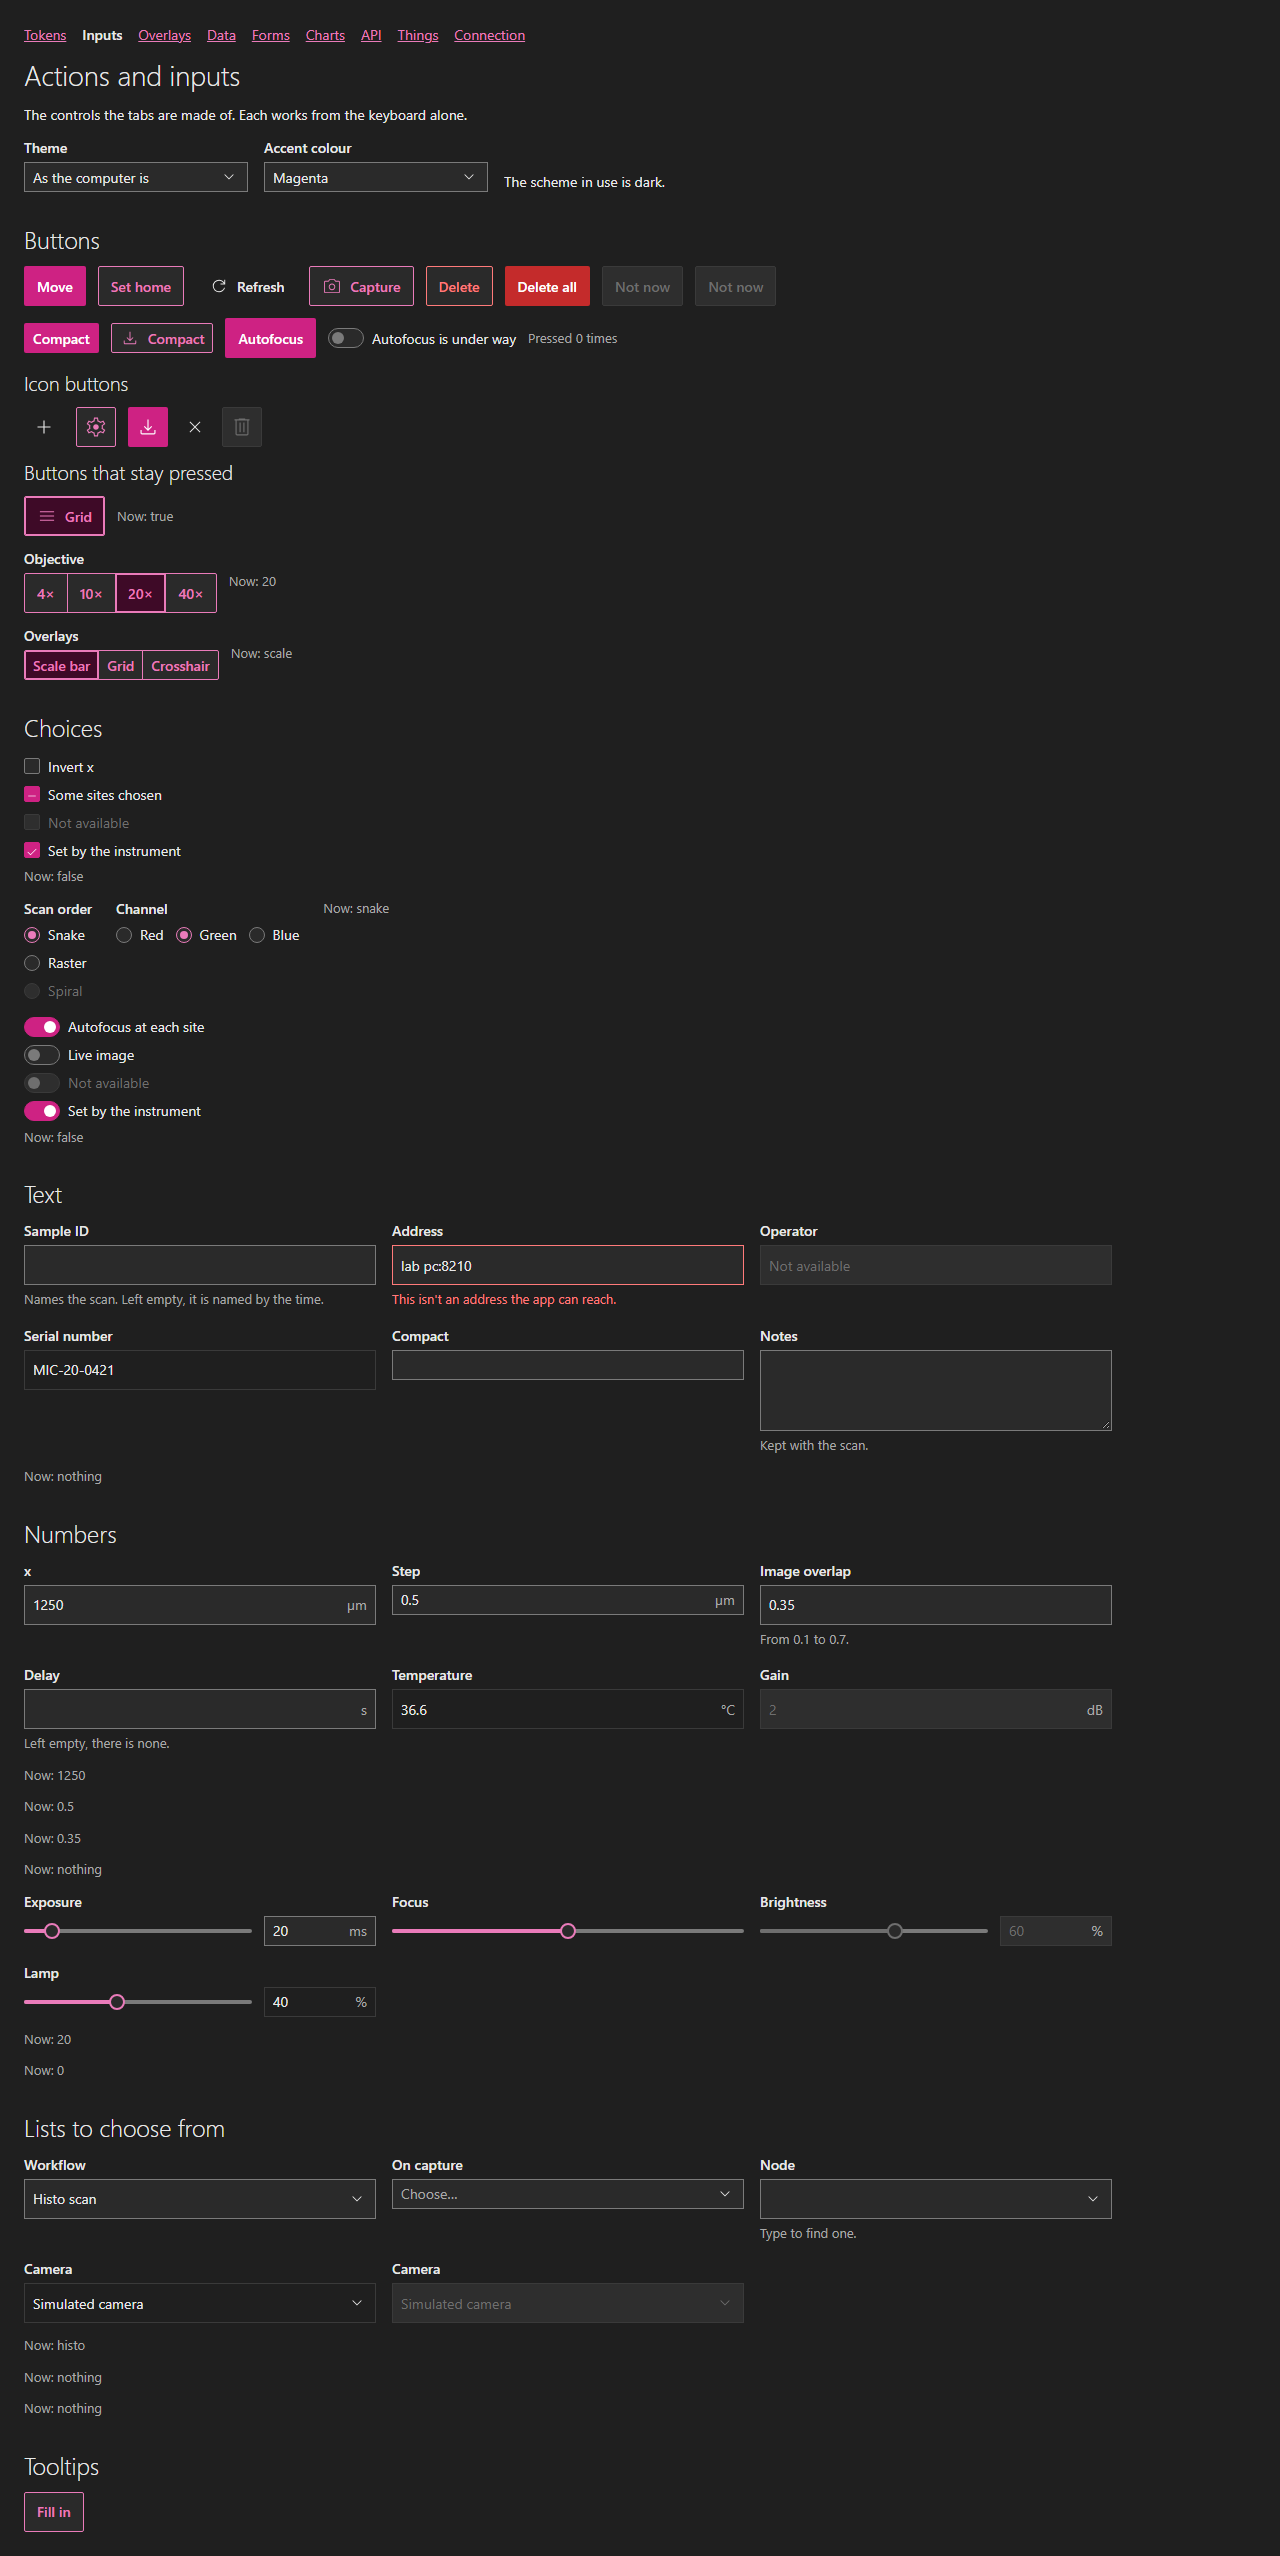 Tokens Inputs Overlays Data Forms Charts API Things Connection
Actions and inputs
The controls the tabs are made of. Each works from the keyboard alone.
Theme Accent colour
As the computer is Magenta The scheme in use is dark.
Buttons
Move Set home Refresh Capture Delete Delete all Not now Not now
Compact Compact Autofocus Autofocus is under way Pressed 0 times
Icon buttons
Buttons that stay pressed
Grid Now: true
Objective
4× 10× 20× 40× Now: 20
Overlays
Scale bar Grid Crosshair Now: scale
Choices
Invert x
Some sites chosen
Not available
Set by the instrument
Now: false
Scan order Channel Now: snake
Snake Red Green Blue
Raster
Spiral
Autofocus at each site
Live image
Not available
Set by the instrument
Now: false
Text
Sample ID Address Operator
lab pc:8210 Not available
Names the scan. Left empty, it is named by the time. This isn't an address the app can reach.
Serial number Compact Notes
MIC-20-0421
Kept with the scan.
Now: nothing
Numbers
x Step Image overlap
1250 µm 0.5 µm 0.35
From 0.1 to 0.7.
Delay Temperature Gain
s 36.6 °C 2 dB
Left empty, there is none.
Now: 1250
Now: 0.5
Now: 0.35
Now: nothing
Exposure Focus Brightness
20 ms 60 %
Lamp
40 %
Now: 20
Now: 0
Lists to choose from
Workflow On capture Node
Histo scan Choose...
Type to find one.
Camera Camera
Simulated camera Simulated camera
Now: histo
Now: nothing
Now: nothing
Tooltips
Fill in